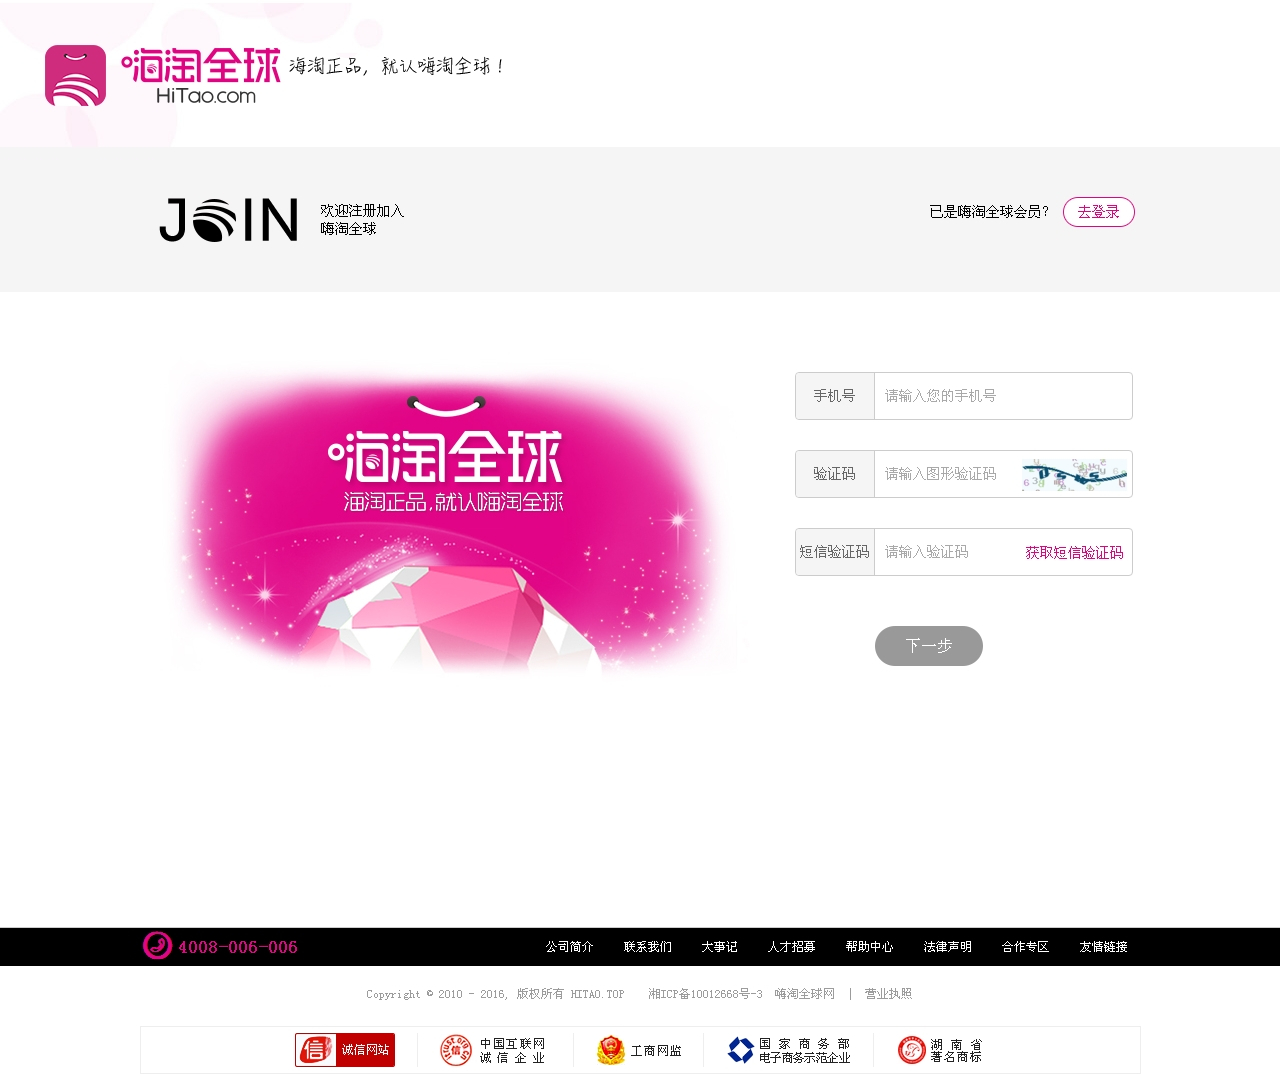 嗨淘全球
HiTao.com
海淘正品，就认嗨淘全球！
JOIN
欢迎注册加入
嗨淘全球
已是嗨淘全球会员？ 去登录
嗨淘全球
海淘正品,就认嗨淘全球
手机号 请输入您的手机号
验证码 请输入图形验证码
短信验证码 请输入验证码 获取短信验证码
下一步
4008-006-006
公司简介 联系我们 大事记 人才招募 帮助中心 法律声明 合作专区 友情链接
Copyright © 2010 - 2016, 版权所有 HITAO.TOP 湘ICP备10012668号-3 嗨淘全球网 | 营业执照
信 诚信网站
信 中国互联网
诚信企业
工商网监
国家商务部
电子商务示范企业
湖南省
著名商标